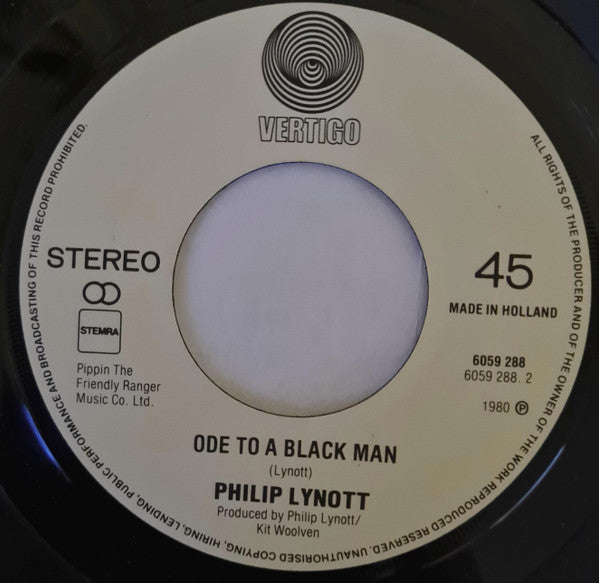 VERTIGO
STEREO
STEMRA
Pippin The
Friendly Ranger
Music Co. Ltd.
45
MADE IN HOLLAND
6059 288
6059 288. 2
1980 Ⓟ
ODE TO A BLACK MAN
(Lynott)
PHILIP LYNOTT
Produced by Philip Lynott/
Kit Woolven
ALL RIGHTS OF THE PRODUCER AND OF THE OWNER OF THE WORK REPRODUCED RESERVED. UNAUTHORISED COPYING, HIRING, LENDING, PUBLIC PERFORMANCE AND BROADCASTING OF THIS RECORD PROHIBITED.